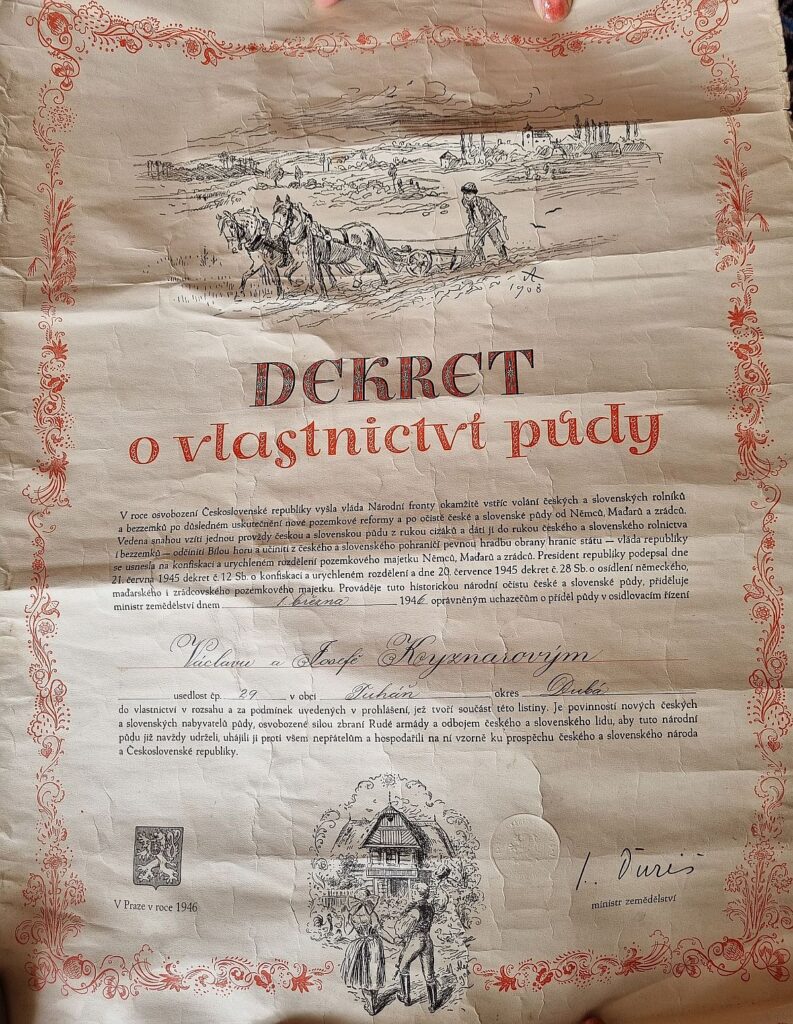 1908
DEKRET
o vlastnictví půdy
V roce osvobození Československé republiky vyšla vláda Národní fronty okamžitě vstříc volání českých a slovenských rolníků
a bezzemků po důsledném uskutečnění nové pozemkové reformy a po očistě české a slovenské půdy od Němců, Maďarů a zrádců.
Vedena snahou vzíti jednou provždy českou a slovenskou půdu z rukou cizáků a dáti ji do rukou českého a slovenského rolnictva
i bezzemků — odčiniti Bílou horu a učiniti z českého a slovenského pohraničí pevnou hradbu obrany hranic státu — vláda republiky
se usnesla na konfiskaci a urychleném rozdělení pozemkového majetku Němců, Maďarů a zrádců. President republiky podepsal dne
21. června 1945 dekret č. 12 Sb. o konfiskaci a urychleném rozdělení a dne 20. července 1945 dekret č. 28 Sb. o osídlení německého,
maďarského i zrádcovského pozemkového majetku. Prováděje tuto historickou národní očistu české a slovenské půdy, přiděluje
ministr zemědělství dnem 1. března 1946 oprávněným uchazečům o příděl půdy v osidlovacím řízení
Václavu a Josefě Kyznarovým
usedlost čp. 29 v obci Tuháň okres Dubá
do vlastnictví v rozsahu a za podmínek uvedených v prohlášení, jež tvoří součást této listiny. Je povinností nových českých
a slovenských nabyvatelů půdy, osvobozené silou zbraní Rudé armády a odbojem českého a slovenského lidu, aby tuto národní
půdu již navždy udrželi, uhájili ji proti všem nepřátelům a hospodařili na ní vzorně ku prospěchu českého a slovenského národa
a Československé republiky.
V Praze v roce 1946
J. Ďuriš
ministr zemědělství